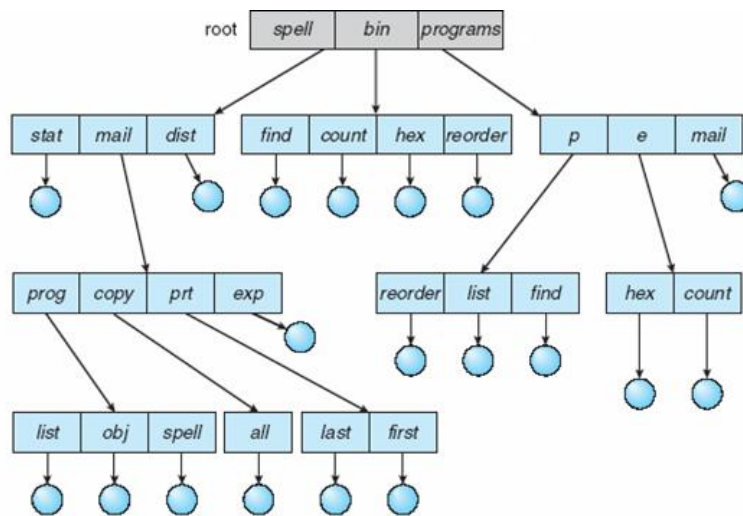 root spell bin programs
stat mail dist find count hex reorder p e mail
prog copy prt exp reorder list find hex count
list obj spell all last first